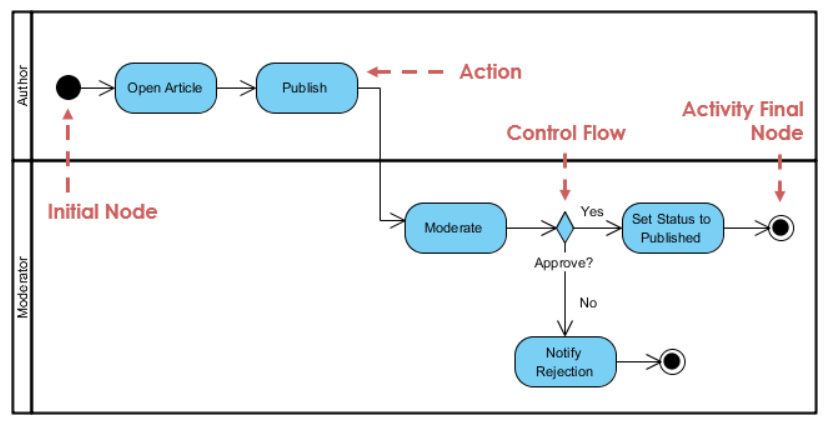 Author
Open Article
Publish
Action
Initial Node
Control Flow
Activity Final
Node
Moderator
Moderate
Yes
Approve?
No
Set Status to
Published
Notify
Rejection